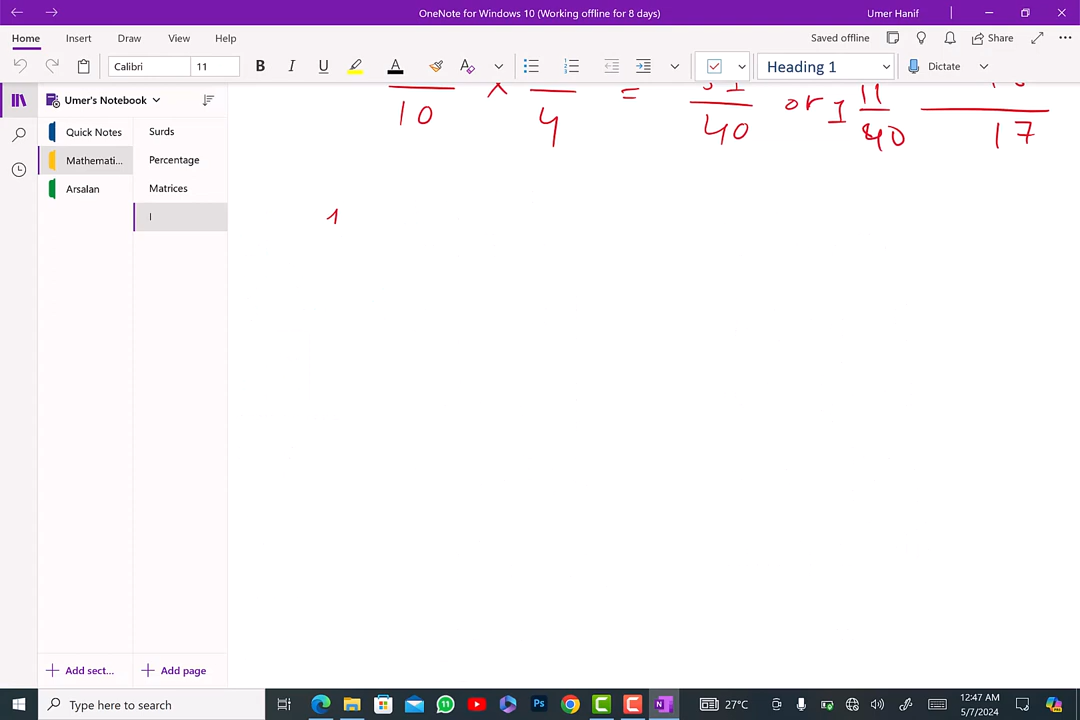 OneNote for Windows 10 (Working offline for 8 days)
Umer Hanif
Home Insert Draw View Help
Saved offline
Share
Calibri 11 B I U A Heading 1 Dictate
Umer's Notebook
Quick Notes
Mathemati...
Arsalan
Surds
Percentage
Matrices
I
10 × 4 = 40 or 1 11/40 17
1
Add sect...
Add page
Type here to search
27°C
12:47 AM
5/7/2024